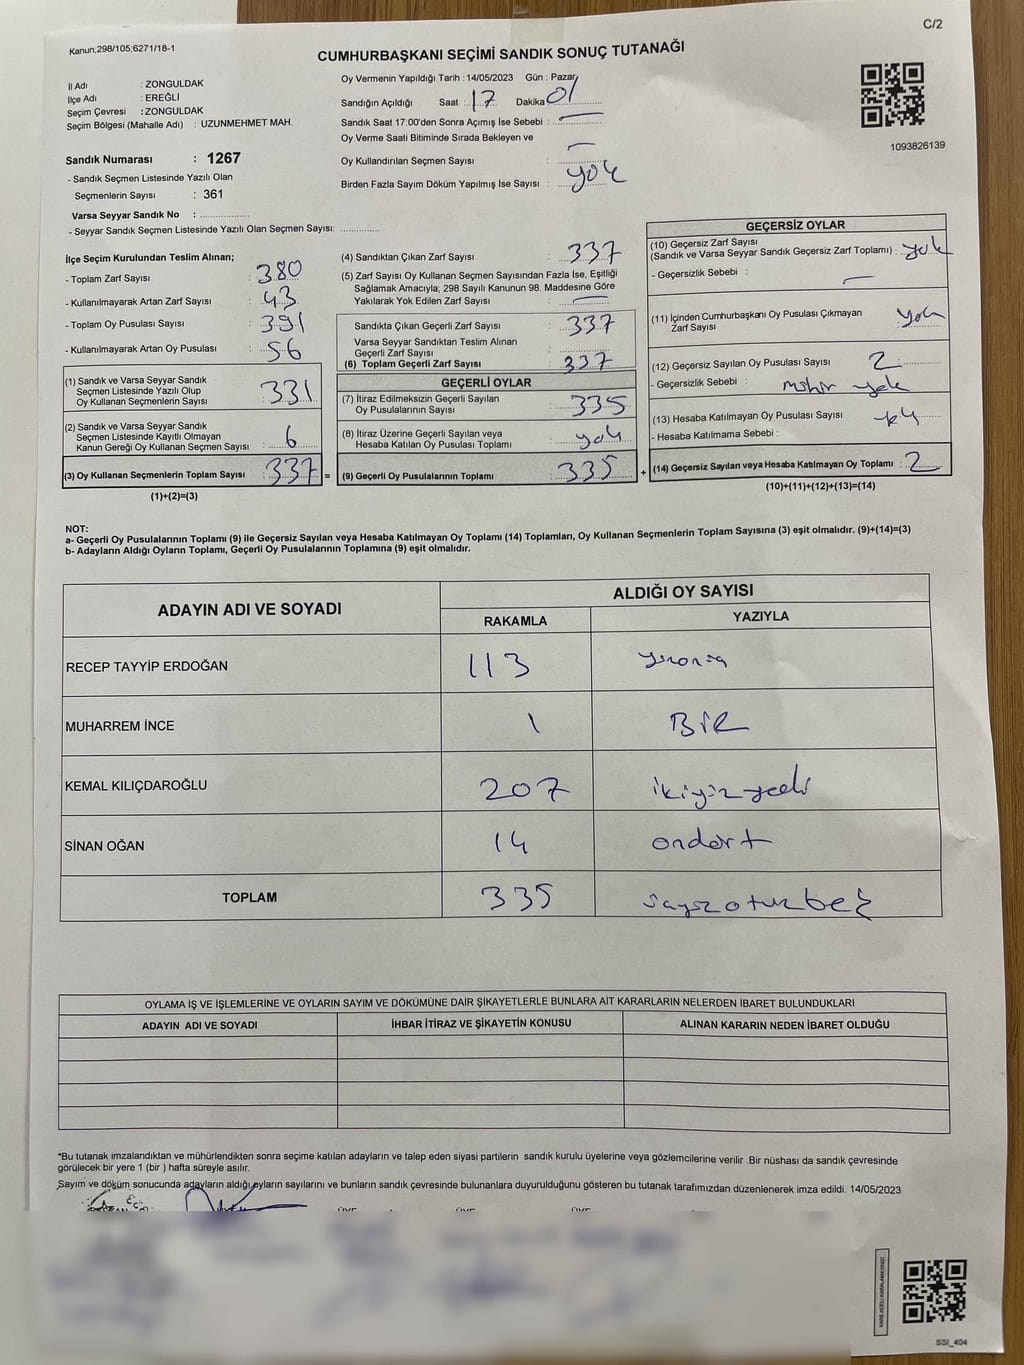 C/2
Kanun;298/105;6271/18-1
CUMHURBAŞKANI SEÇİMİ SANDIK SONUÇ TUTANAĞI
İl Adı : ZONGULDAK
İlçe Adı : EREĞLİ
Seçim Çevresi : ZONGULDAK
Seçim Bölgesi (Mahalle Adı) : UZUNMEHMET MAH.
Oy Vermenin Yapıldığı Tarih : 14/05/2023 Gün : Pazar
Sandığın Açıldığı Saat : 17 Dakika 01
Sandık Saat 17:00'den Sonra Açımış İse Sebebi : —
Oy Verme Saati Bitiminde Sırada Bekleyen ve
Oy Kullandırılan Seçmen Sayısı : —
Birden Fazla Sayım Döküm Yapılmış İse Sayısı : yok
1093826139
Sandık Numarası : 1267
- Sandık Seçmen Listesinde Yazılı Olan
Seçmenlerin Sayısı : 361
Varsa Seyyar Sandık No :
- Seyyar Sandık Seçmen Listesinde Yazılı Olan Seçmen Sayısı:
İlçe Seçim Kurulundan Teslim Alınan;
- Toplam Zarf Sayısı : 380
- Kullanılmayarak Artan Zarf Sayısı : 43
- Toplam Oy Pusulası Sayısı : 391
- Kullanılmayarak Artan Oy Pusulası : 56
(1) Sandık ve Varsa Seyyar Sandık
Seçmen Listesinde Yazılı Olup
Oy Kullanan Seçmenlerin Sayısı : 331
(2) Sandık ve Varsa Seyyar Sandık
Seçmen Listesinde Kayıtlı Olmayan
Kanun Gereği Oy Kullanan Seçmen Sayısı : 6
(3) Oy Kullanan Seçmenlerin Toplam Sayısı : 337 =
(1)+(2)=(3)
(4) Sandıktan Çıkan Zarf Sayısı : 337
(5) Zarf Sayısı Oy Kullanan Seçmen Sayısından Fazla İse, Eşitliği
Sağlamak Amacıyla; 298 Sayılı Kanunun 98. Maddesine Göre
Yakılarak Yok Edilen Zarf Sayısı : —
Sandıkta Çıkan Geçerli Zarf Sayısı : 337
Varsa Seyyar Sandıktan Teslim Alınan
Geçerli Zarf Sayısı :
(6) Toplam Geçerli Zarf Sayısı : 337
GEÇERLİ OYLAR
(7) İtiraz Edilmeksizin Geçerli Sayılan
Oy Pusulalarının Sayısı : 335
(8) İtiraz Üzerine Geçerli Sayılan veya
Hesaba Katılan Oy Pusulası Toplamı : yok
(9) Geçerli Oy Pusulalarının Toplamı : 335 +
GEÇERSİZ OYLAR
(10) Geçersiz Zarf Sayısı
(Sandık ve Varsa Seyyar Sandık Geçersiz Zarf Toplamı) : yok
- Geçersizlik Sebebi : —
(11) İçinden Cumhurbaşkanı Oy Pusulası Çıkmayan
Zarf Sayısı : yok
(12) Geçersiz Sayılan Oy Pusulası Sayısı : 2
- Geçersizlik Sebebi : Mühür yok
(13) Hesaba Katılmayan Oy Pusulası Sayısı :
- Hesaba Katılmama Sebebi :
(14) Geçersiz Sayılan veya Hesaba Katılmayan Oy Toplamı : 2
(10)+(11)+(12)+(13)=(14)
NOT:
a- Geçerli Oy Pusulalarının Toplamı (9) ile Geçersiz Sayılan veya Hesaba Katılmayan Oy Toplamı (14) Toplamları, Oy Kullanan Seçmenlerin Toplam Sayısına (3) eşit olmalıdır. (9)+(14)=(3)
b- Adayların Aldığı Oyların Toplamı, Geçerli Oy Pusulalarının Toplamına (9) eşit olmalıdır.
ADAYIN ADI VE SOYADI
ALDIĞI OY SAYISI
RAKAMLA YAZIYLA
RECEP TAYYİP ERDOĞAN 113
MUHARREM İNCE 1 BİR
KEMAL KILIÇDAROĞLU 207 ikiyüzyedi
SİNAN OĞAN 14 ondört
TOPLAM 335
OYLAMA İŞ VE İŞLEMLERİNE VE OYLARIN SAYIM VE DÖKÜMÜNE DAİR ŞİKAYETLERLE BUNLARA AİT KARARLARIN NELERDEN İBARET BULUNDUKLARI
ADAYIN ADI VE SOYADI İHBAR İTİRAZ VE ŞİKAYETİN KONUSU ALINAN KARARIN NEDEN İBARET OLDUĞU
*Bu tutanak imzalandıktan ve mühürlendikten sonra seçime katılan adayların ve talep eden siyasi partilerin sandık kurulu üyelerine veya gözlemcilerine verilir .Bir nüshası da sandık çevresinde
görülecek bir yere 1 (bir ) hafta süreyle asılır.
Sayım ve döküm sonucunda adayların aldığı oyların sayılarını ve bunların sandık çevresinde bulunanlara duyurulduğunu gösteren bu tutanak tarafımızdan düzenlenerek imza edildi. 14/05/2023
SSI_404